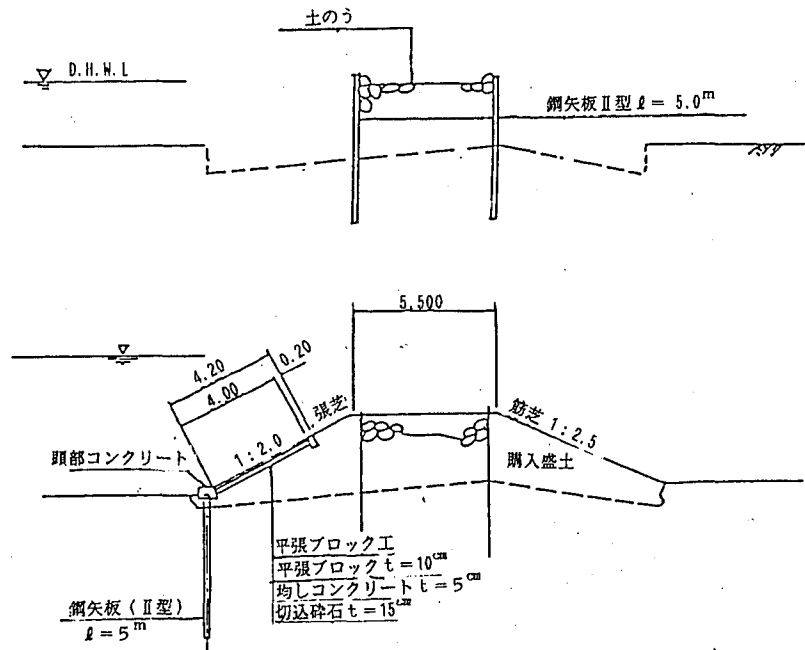 土のう
D.H.W.L
鋼矢板Ⅱ型 ℓ = 5.0m
5,500
4.20
0.20
4.00
張芝
1:2.0
筋芝 1:2.5
頭部コンクリート
購入盛土
平張ブロック工
平張ブロック t=10cm
均しコンクリート t=5cm
切込砕石 t=15cm
鋼矢板(Ⅱ型)
ℓ=5m